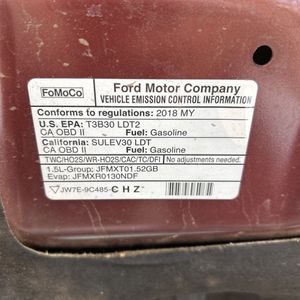 FoMoCo
Ford Motor Company
VEHICLE EMISSION CONTROL INFORMATION
Conforms to regulations: 2018 MY
U.S. EPA: T3B30 LDT2
CA OBD II Fuel: Gasoline
California: SULEV30 LDT
CA OBD II Fuel: Gasoline
TWC/HO2S/WR-HO2S/CAC/TC/DFI No adjustments needed.
1.5L-Group: JFMXT01.52GB
Evap: JFMXR0130NDF
JW7E-9C485-CHZ